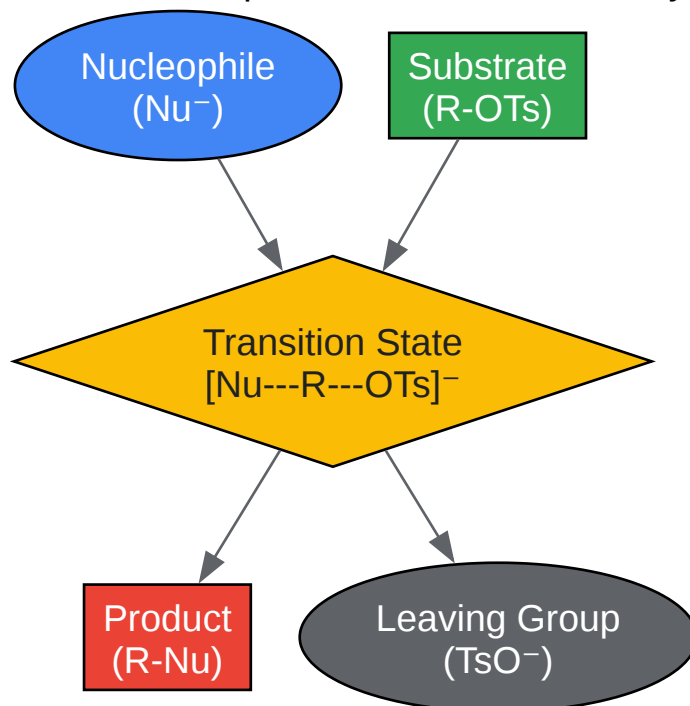 Nucleophile
(Nu⁻)
Substrate
(R-OTs)
Transition State
[Nu---R---OTs]⁻
Product
(R-Nu)
Leaving Group
(TsO⁻)